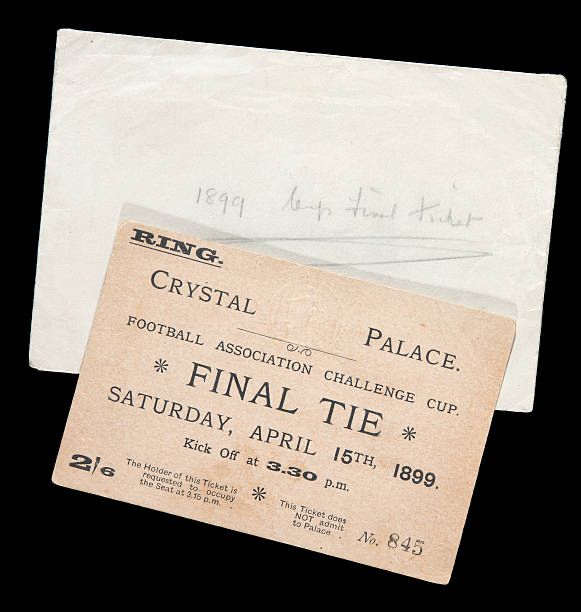 1899 Cup Final Ticket
RING.
CRYSTAL PALACE.
FOOTBALL ASSOCIATION CHALLENGE CUP.
* FINAL TIE *
SATURDAY, APRIL 15TH, 1899.
Kick Off at 3.30 p.m.
2/6
The Holder of this Ticket is
requested to occupy
the Seat at 3.15 p.m.
*
This Ticket does
NOT admit
to Palace.
No. 845